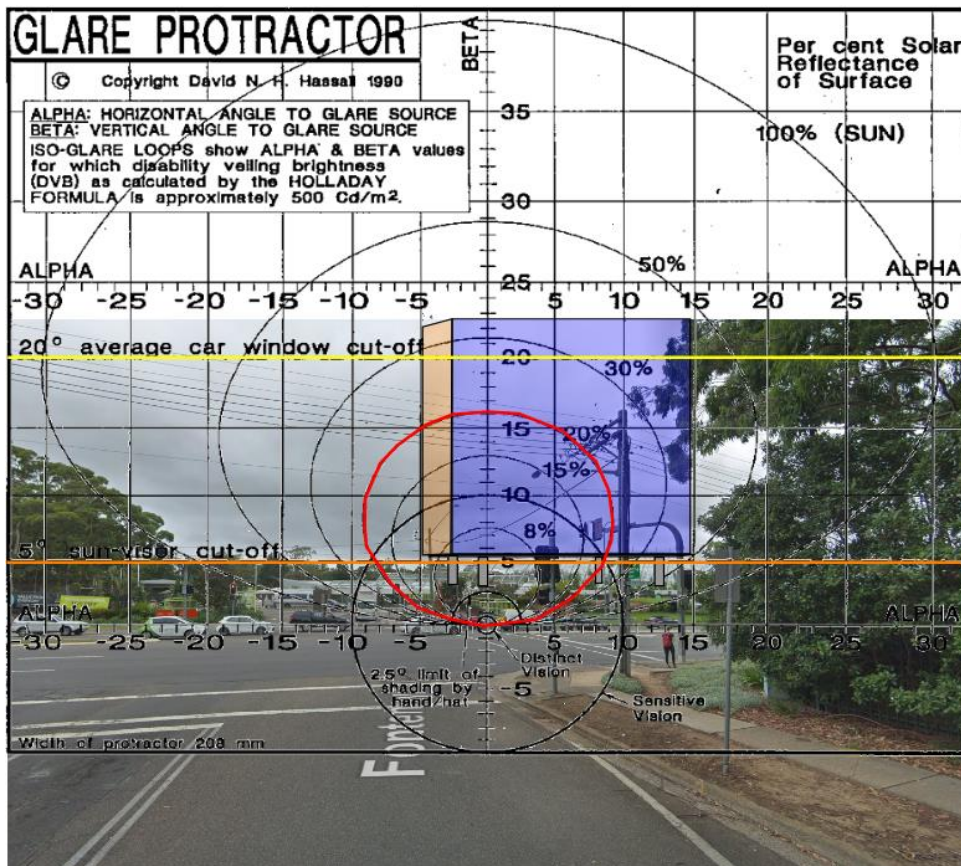 GLARE PROTRACTOR
© Copyright David N. H. Hassall 1990
ALPHA: HORIZONTAL ANGLE TO GLARE SOURCE
BETA: VERTICAL ANGLE TO GLARE SOURCE
ISO-GLARE LOOPS show ALPHA & BETA values
for which disability veiling brightness
(DVB) as calculated by the HOLLADAY
FORMULA is approximately 500 Cd/m².
BETA
Per cent Solar
Reflectance
of Surface
35
100% (SUN)
30
50%
ALPHA 25 ALPHA
-30 -25 -20 -15 -10 -5 5 10 15 20 25 30
20° average car window cut-off 20
30%
15 20%
15%
10
8%
5° sun-visor cut-off 5
ALPHA ALPHA
-30 -25 -20 -15 -10 -5 5 10 15 20 25 30
Distinct
Vision
2.5° limit of
shading by
hand/hat
-5
Sensitive
Vision
Width of protractor 208 mm